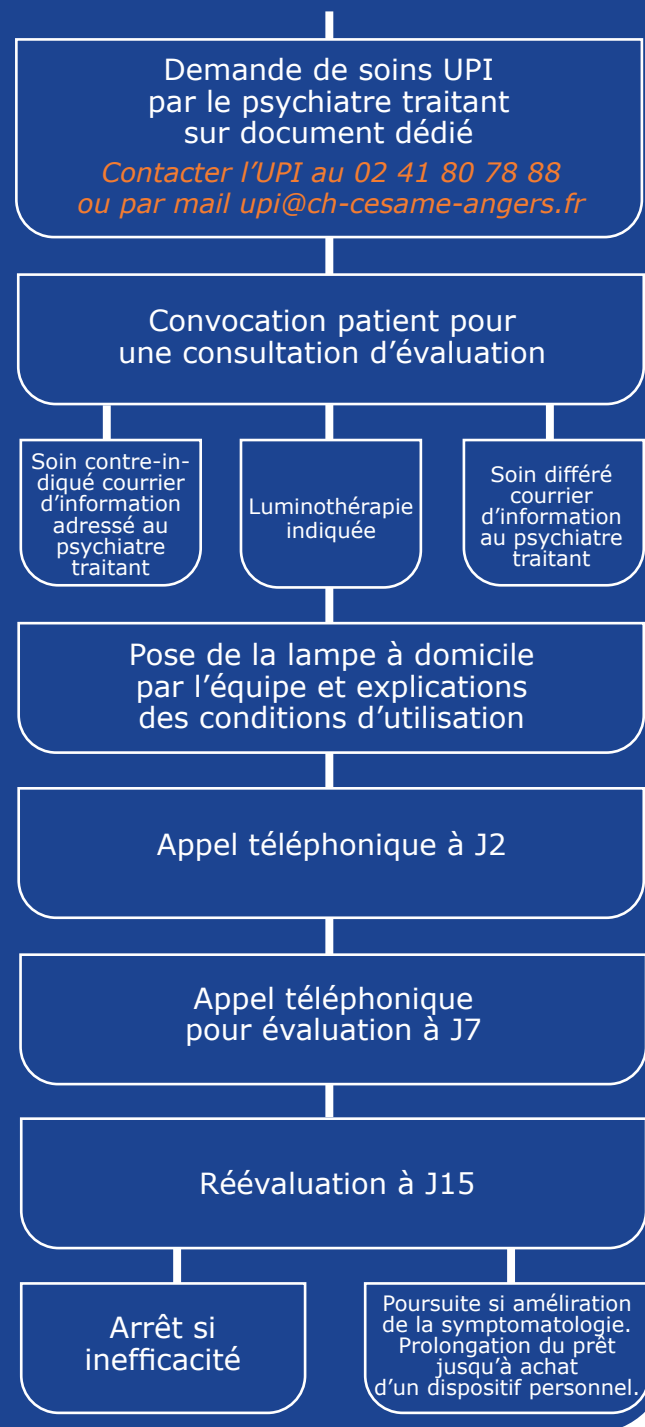 Demande de soins UPI
par le psychiatre traitant
sur document dédié
Contacter l’UPI au 02 41 80 78 88
ou par mail upi@ch-cesame-angers.fr
Convocation patient pour
une consultation d’évaluation
Soin contre-in-
diqué courrier
d’information
adressé au
psychiatre
traitant
Luminothérapie
indiquée
Soin différé
courrier
d’information
au psychiatre
traitant
Pose de la lampe à domicile
par l’équipe et explications
des conditions d’utilisation
Appel téléphonique à J2
Appel téléphonique
pour évaluation à J7
Réévaluation à J15
Arrêt si
inefficacité
Poursuite si améliration
de la symptomatologie.
Prolongation du prêt
jusqu’à achat
d’un dispositif personnel.